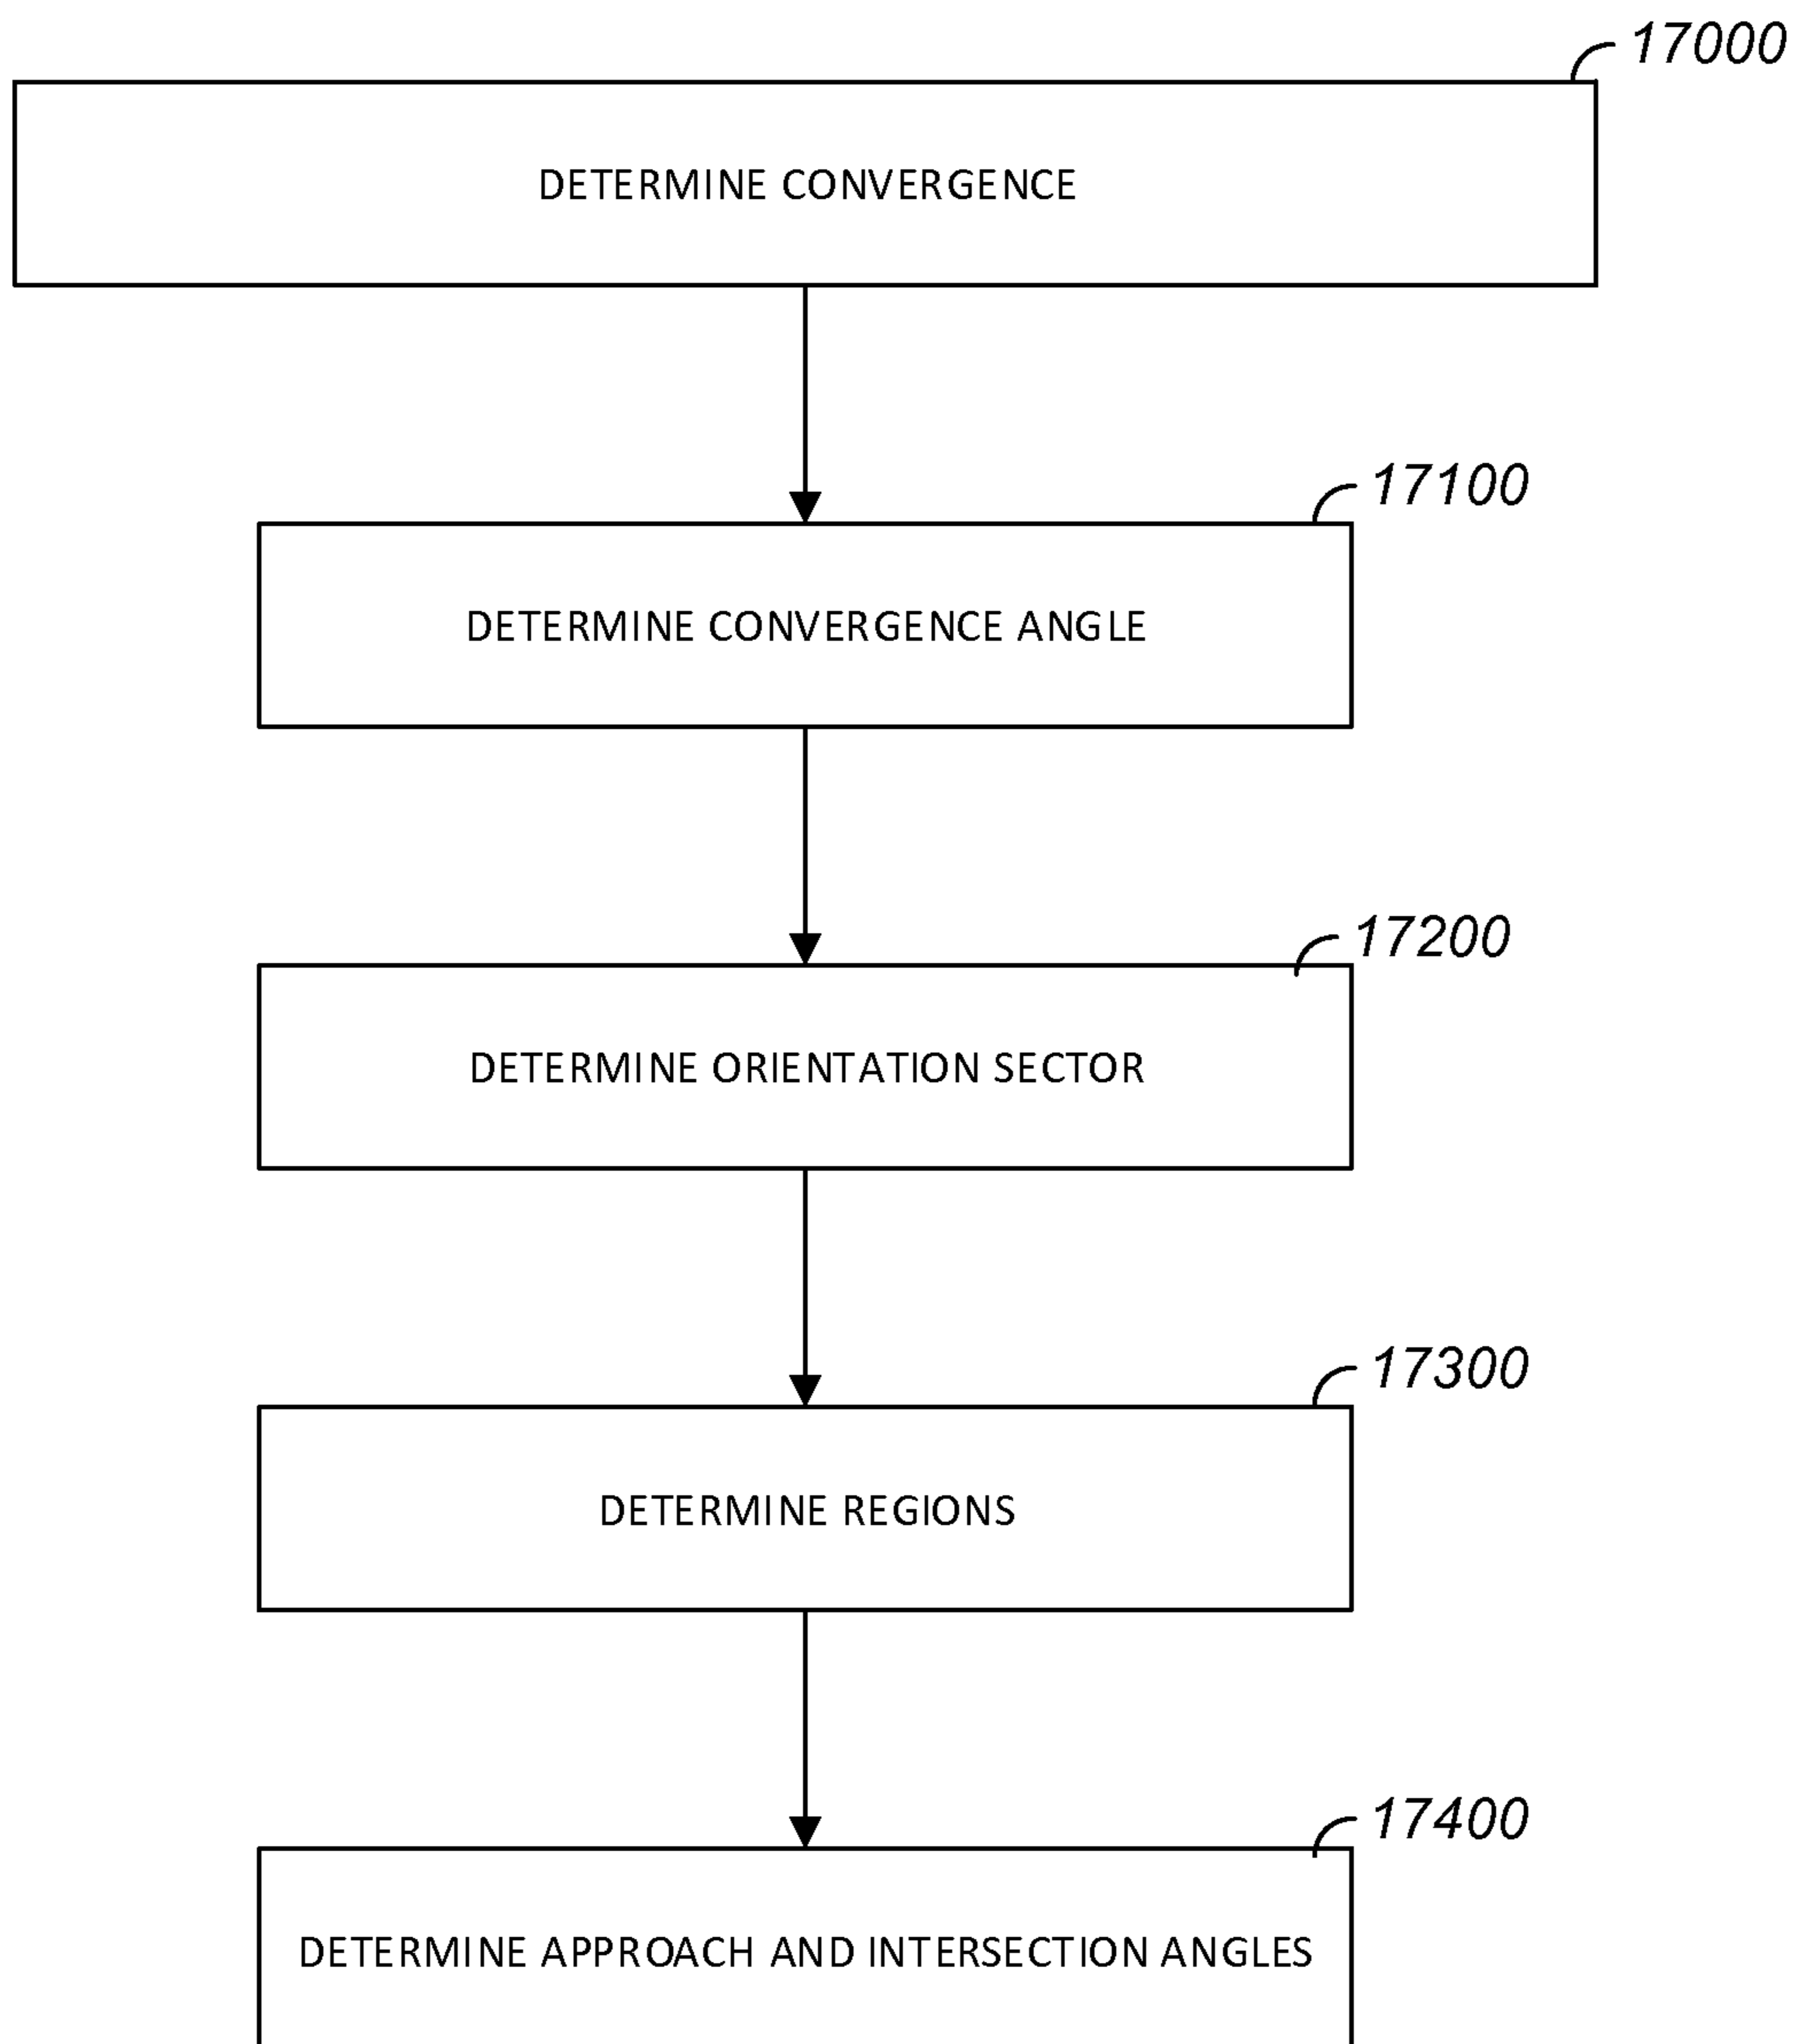 17000
DETERMINE CONVERGENCE
17100
DETERMINE CONVERGENCE ANGLE
17200
DETERMINE ORIENTATION SECTOR
17300
DETERMINE REGIONS
17400
DETERMINE APPROACH AND INTERSECTION ANGLES